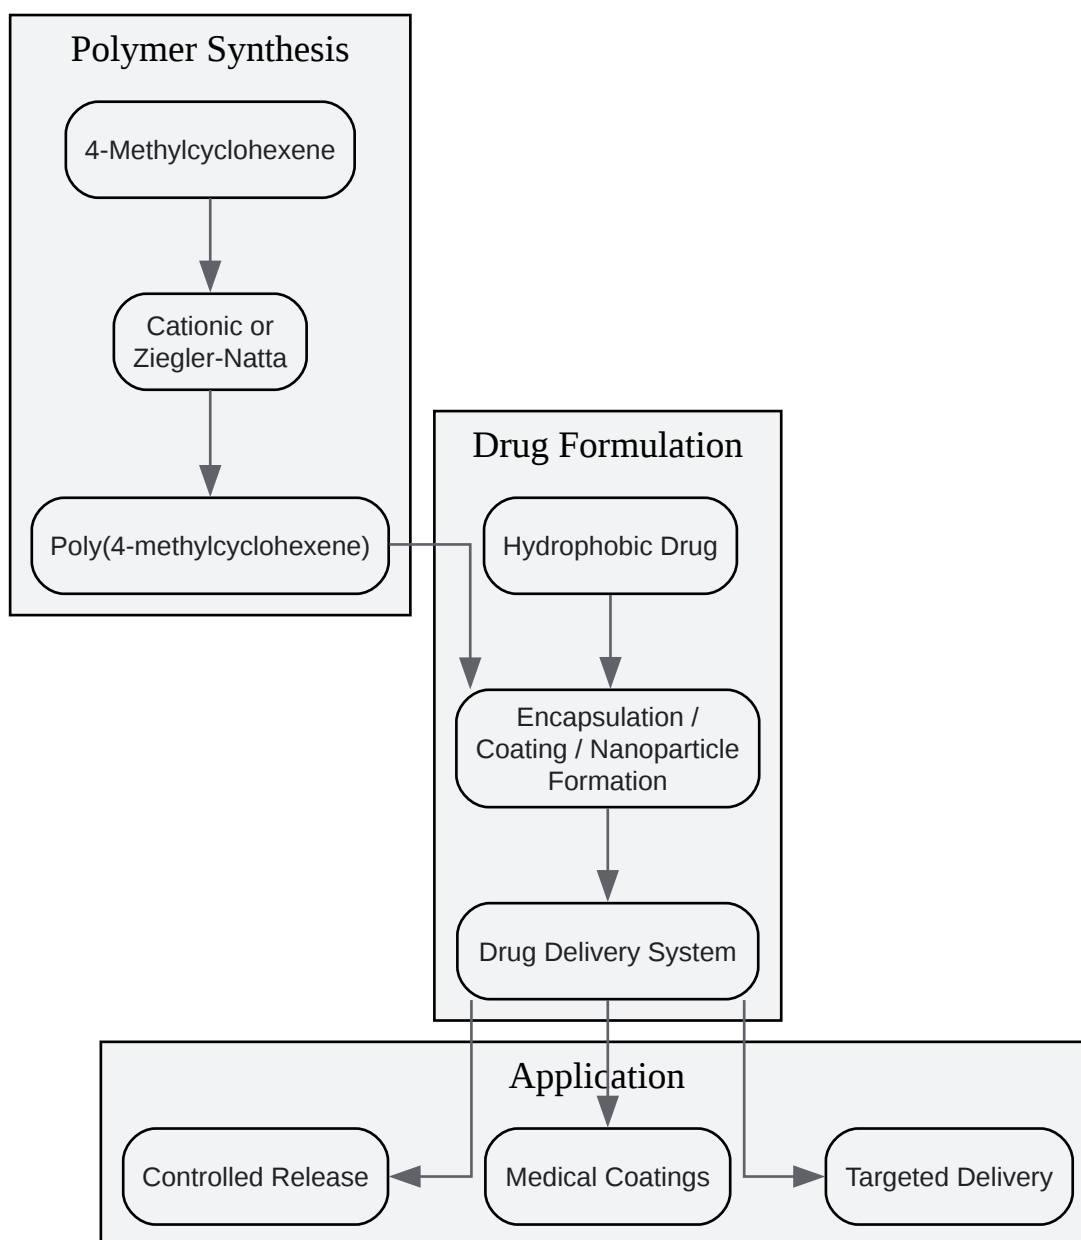 Polymer Synthesis
4-Methylcyclohexene
Cationic or
Ziegler-Natta
Poly(4-methylcyclohexene)
Drug Formulation
Hydrophobic Drug
Encapsulation /
Coating / Nanoparticle
Formation
Drug Delivery System
Application
Controlled Release
Medical Coatings
Targeted Delivery